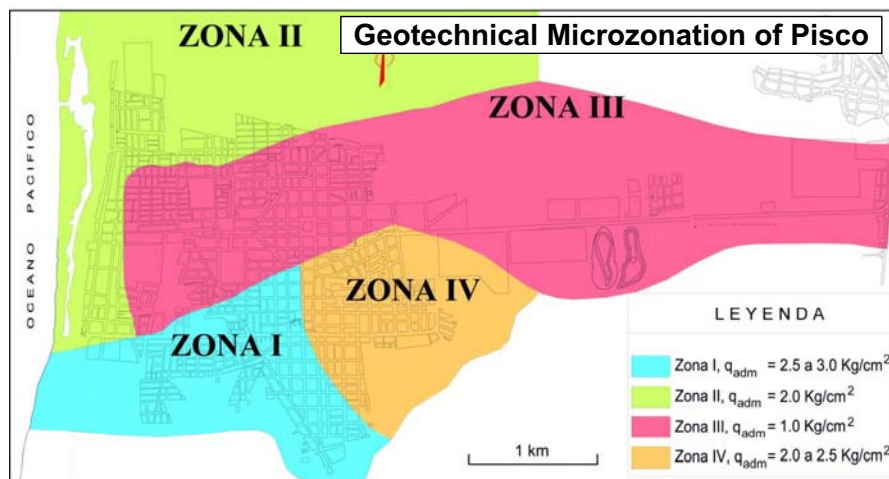 Geotechnical Microzonation of Pisco
ZONA II
ZONA III
OCEANO PACIFICO
ZONA IV
ZONA I
LEYENDA
Zona I, qadm = 2.5 a 3.0 Kg/cm²
Zona II, qadm = 2.0 Kg/cm²
Zona III, qadm = 1.0 Kg/cm²
Zona IV, qadm = 2.0 a 2.5 Kg/cm²
1 km